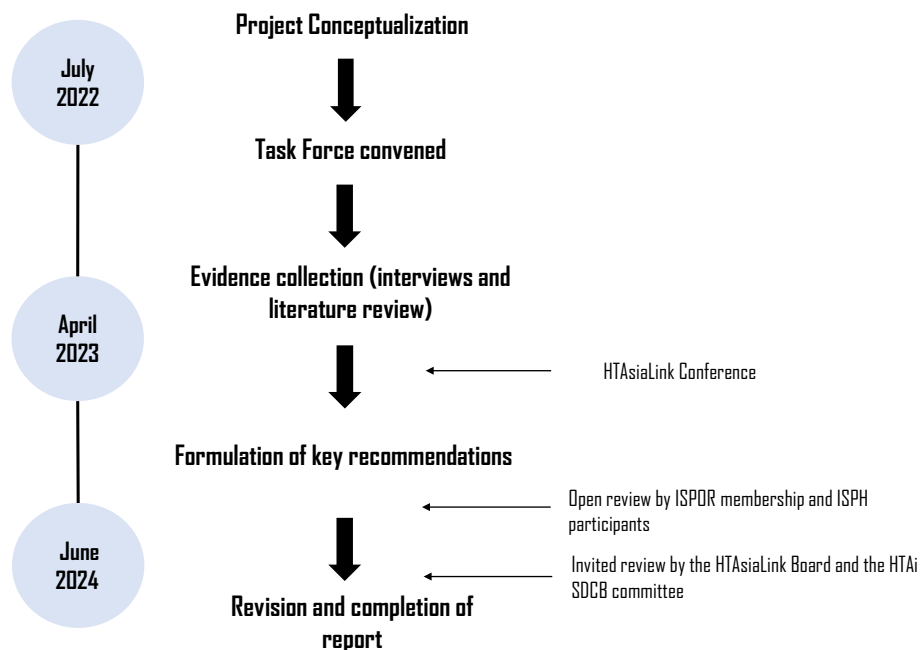 Project Conceptualization
July
2022
Task Force convened
Evidence collection (interviews and
literature review)
April
2023
HTAsiaLink Conference
Formulation of key recommendations
Open review by ISPOR membership and ISPH
participants
June
2024
Invited review by the HTAsiaLink Board and the HTAi
SDCB committee
Revision and completion of
report